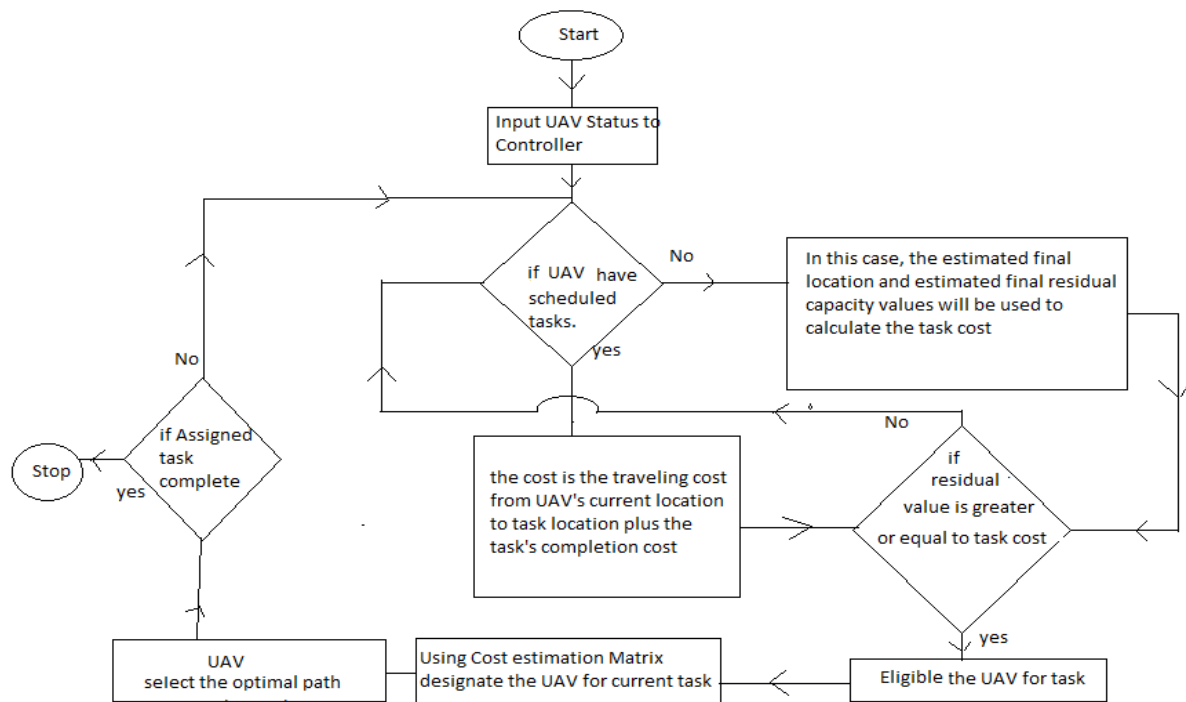 Start
Input UAV Status to
Controller
if UAV have
scheduled
tasks.
No
yes
In this case, the estimated final
location and estimated final residual
capacity values will be used to
calculate the task cost
the cost is the traveling cost
from UAV's current location
to task location plus the
task's completion cost
No
if
residual
value is greater
or equal to task cost
yes
Eligible the UAV for task
Using Cost estimation Matrix
designate the UAV for current task
UAV
select the optimal path
if Assigned
task
complete
No
yes
Stop